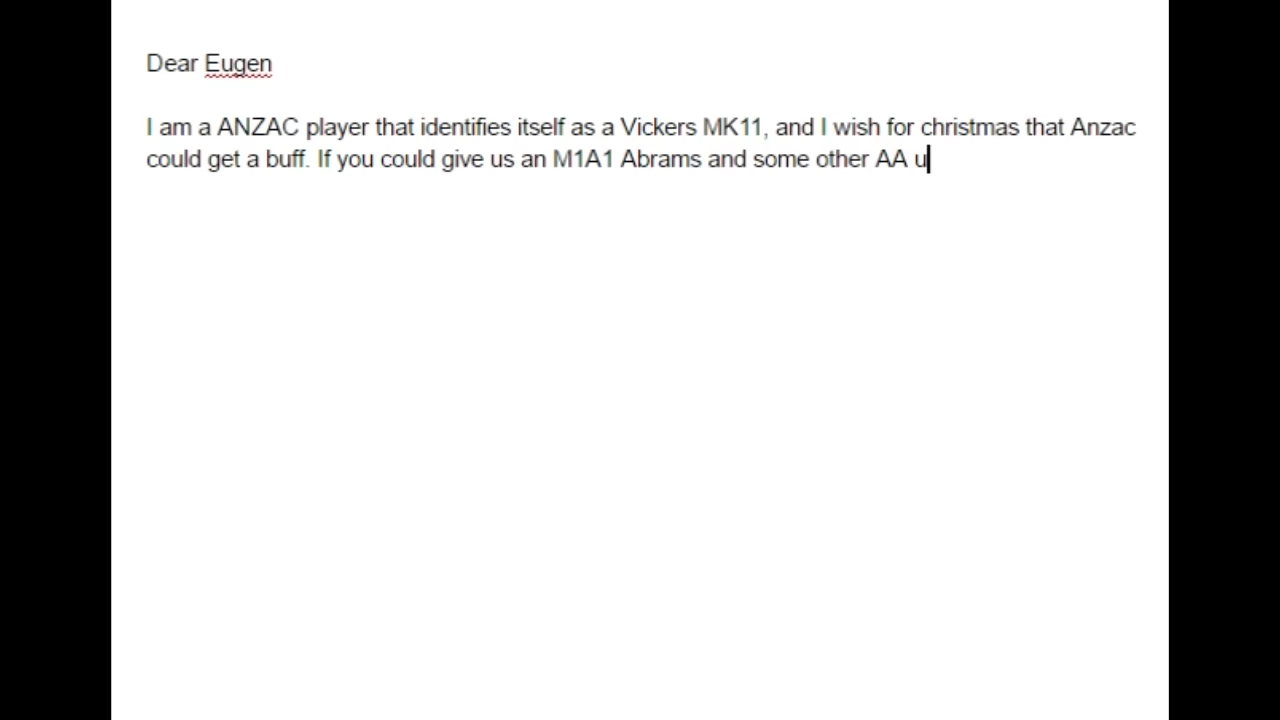 Dear Eugen
I am a ANZAC player that identifies itself as a Vickers MK11, and I wish for christmas that Anzac
could get a buff. If you could give us an M1A1 Abrams and some other AA u